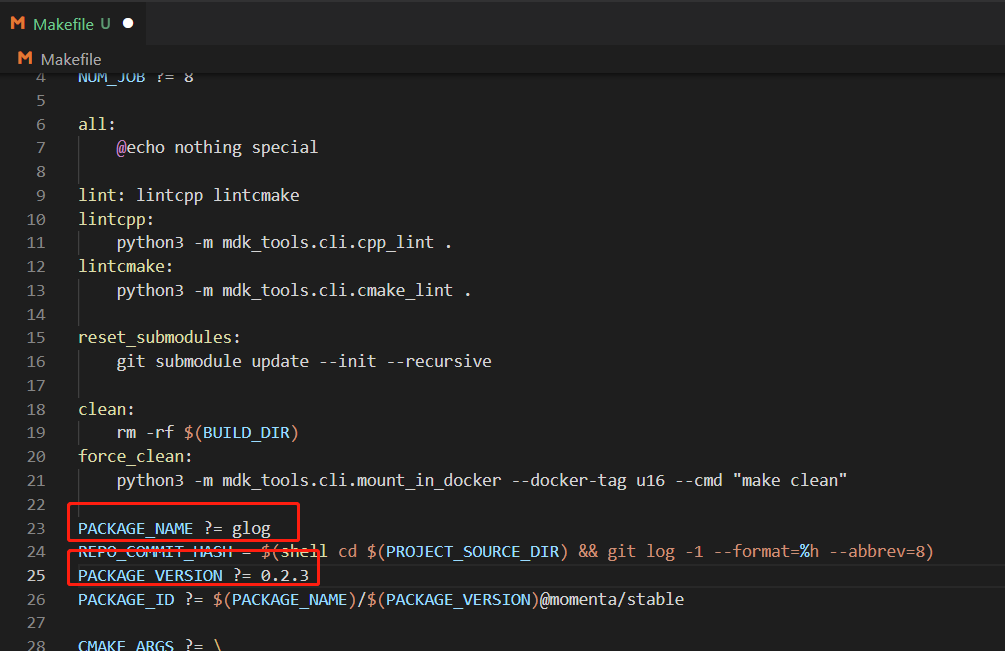 Makefile U
Makefile
4 NUM_JOB ?= 8
5
6 all:
7 @echo nothing special
8
9 lint: lintcpp lintcmake
10 lintcpp:
11 python3 -m mdk_tools.cli.cpp_lint .
12 lintcmake:
13 python3 -m mdk_tools.cli.cmake_lint .
14
15 reset_submodules:
16 git submodule update --init --recursive
17
18 clean:
19 rm -rf $(BUILD_DIR)
20 force_clean:
21 python3 -m mdk_tools.cli.mount_in_docker --docker-tag u16 --cmd "make clean"
22
23 PACKAGE_NAME ?= glog
24 REPO_COMMIT_HASH = $(shell cd $(PROJECT_SOURCE_DIR) && git log -1 --format=%h --abbrev=8)
25 PACKAGE_VERSION ?= 0.2.3
26 PACKAGE_ID ?= $(PACKAGE_NAME)/$(PACKAGE_VERSION)@momenta/stable
27
28 CMAKE_ARGS ?= \